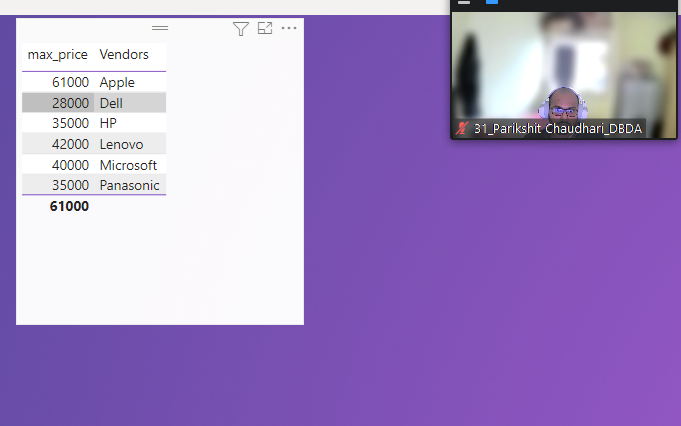 max_price Vendors
61000 Apple
28000 Dell
35000 HP
42000 Lenovo
40000 Microsoft
35000 Panasonic
61000
31_Parikshit Chaudhari_DBDA